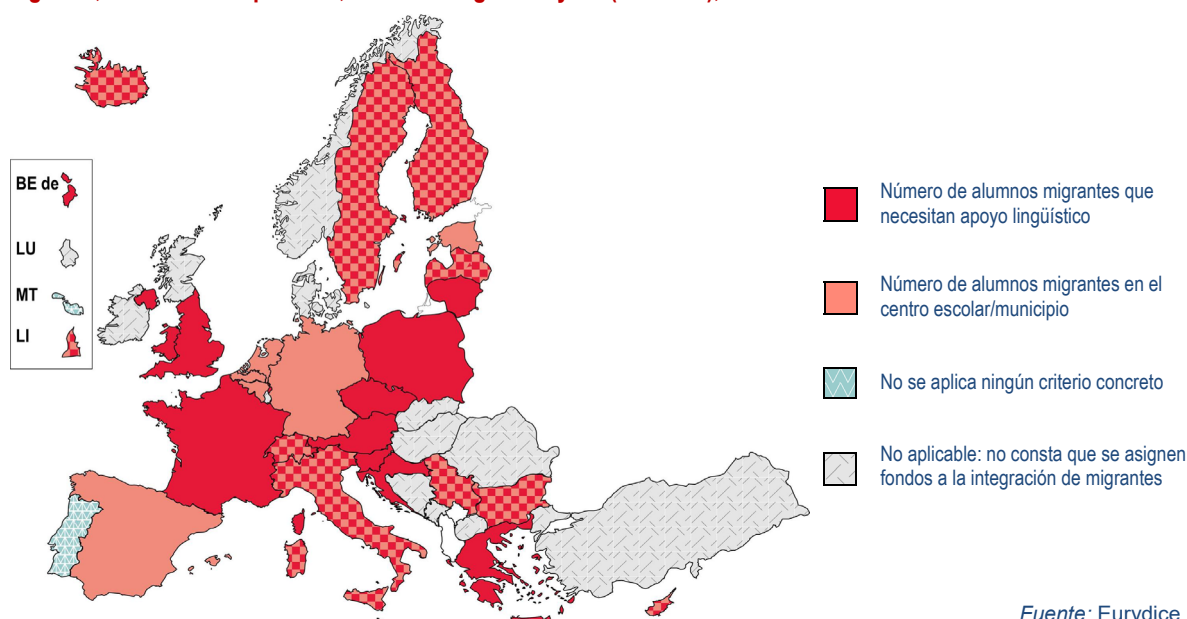 BE de
LU
MT
LI
Número de alumnos migrantes que
necesitan apoyo lingüístico
Número de alumnos migrantes en el
centro escolar/municipio
No se aplica ningún criterio concreto
No aplicable: no consta que se asignen
fondos a la integración de migrantes
Fuente: Eurydice